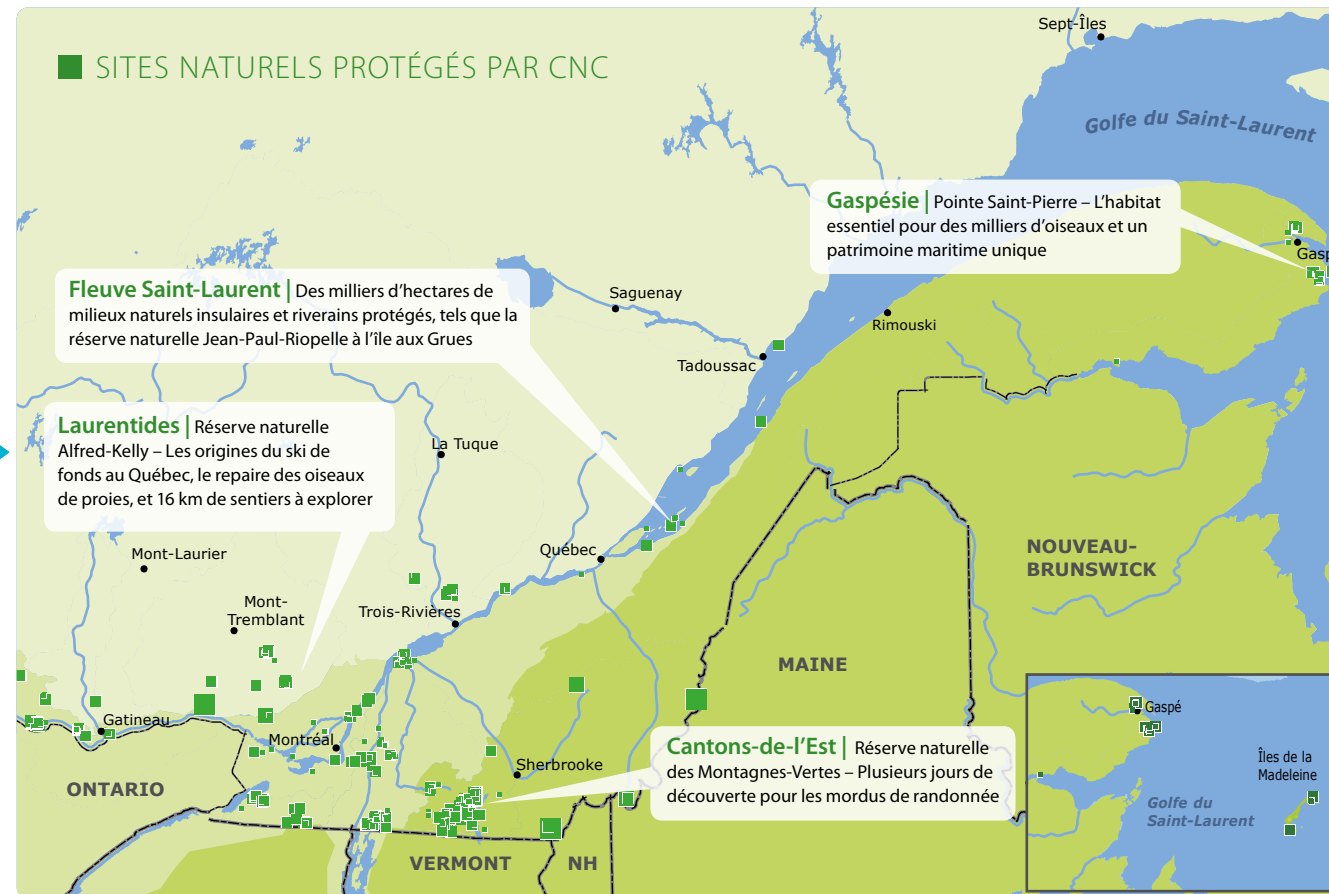 SITES NATURELS PROTÉGÉS PAR CNC
Sept-Îles
Golfe du Saint-Laurent
Gaspésie | Pointe Saint-Pierre – L'habitat
essentiel pour des milliers d'oiseaux et un
patrimoine maritime unique
Gasp
Fleuve Saint-Laurent | Des milliers d'hectares de
milieux naturels insulaires et riverains protégés, tels que la
réserve naturelle Jean-Paul-Riopelle à l'île aux Grues
Saguenay
Rimouski
Tadoussac
Laurentides | Réserve naturelle
Alfred-Kelly – Les origines du ski de
fonds au Québec, le repaire des oiseaux
de proies, et 16 km de sentiers à explorer
La Tuque
Mont-Laurier
Québec
NOUVEAU-
BRUNSWICK
Mont-
Tremblant
Trois-Rivières
MAINE
Gatineau
Montréal
Sherbrooke
ONTARIO
Cantons-de-l'Est | Réserve naturelle
des Montagnes-Vertes – Plusieurs jours de
découverte pour les mordus de randonnée
VERMONT
NH
Gaspé
Îles de la
Madeleine
Golfe du
Saint-Laurent